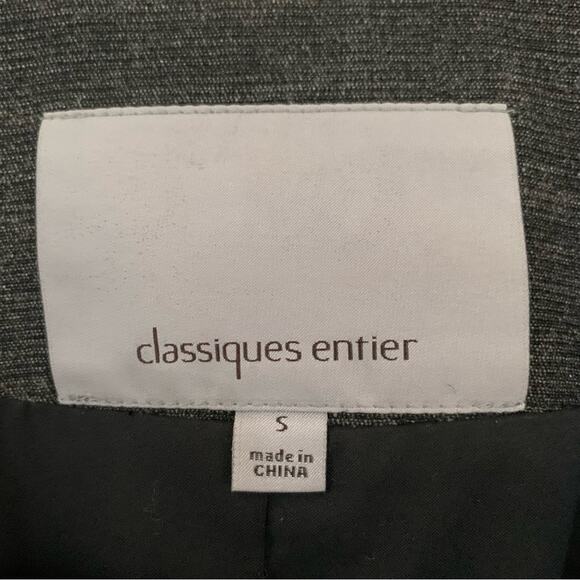 classiques entier
S
made in
CHINA